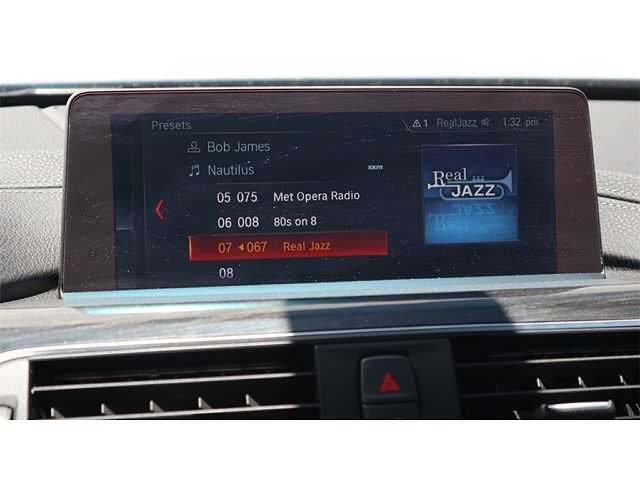 Presets 1 RealJazz 1:32 pm
Bob James
Nautilus sxm
05 075 Met Opera Radio
06 008 80s on 8
07 067 Real Jazz
08
Real
JAZZ